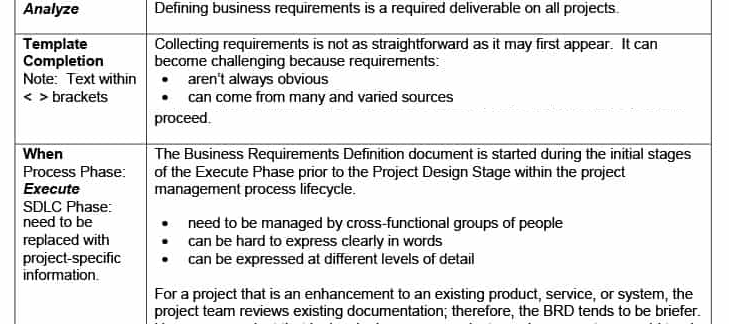 Analyze
Defining business requirements is a required deliverable on all projects.
Template
Completion
Note: Text within
< > brackets
Collecting requirements is not as straightforward as it may first appear. It can
become challenging because requirements:
• aren't always obvious
• can come from many and varied sources
proceed.
When
Process Phase:
Execute
SDLC Phase:
need to be
replaced with
project-specific
information.
The Business Requirements Definition document is started during the initial stages
of the Execute Phase prior to the Project Design Stage within the project
management process lifecycle.
• need to be managed by cross-functional groups of people
• can be hard to express clearly in words
• can be expressed at different levels of detail
For a project that is an enhancement to an existing product, service, or system, the
project team reviews existing documentation; therefore, the BRD tends to be briefer.